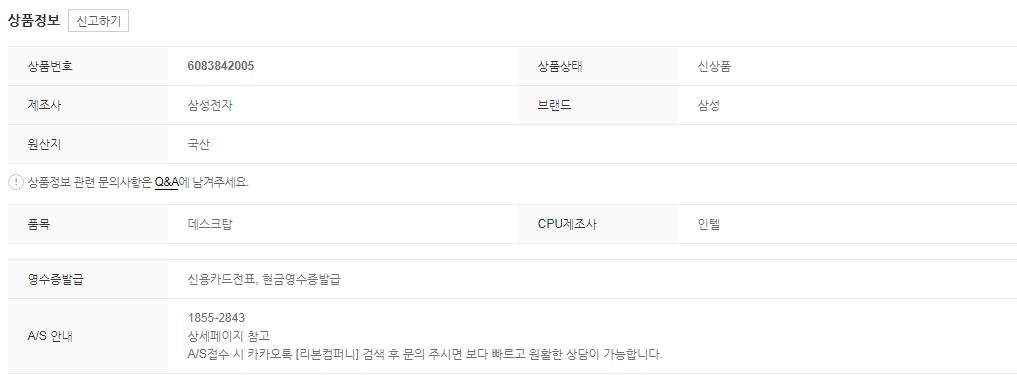 상품정보 신고하기
상품번호 6083842005 상품상태 신상품
제조사 삼성전자 브랜드 삼성
원산지 국산
! 상품정보 관련 문의사항은 Q&A에 남겨주세요.
품목 데스크탑 CPU제조사 인텔
영수증발급 신용카드전표, 현금영수증발급
1855-2843
A/S 안내 상세페이지 참고
A/S접수 시 카카오톡 [리본컴퍼니] 검색 후 문의 주시면 보다 빠르고 원활한 상담이 가능합니다.